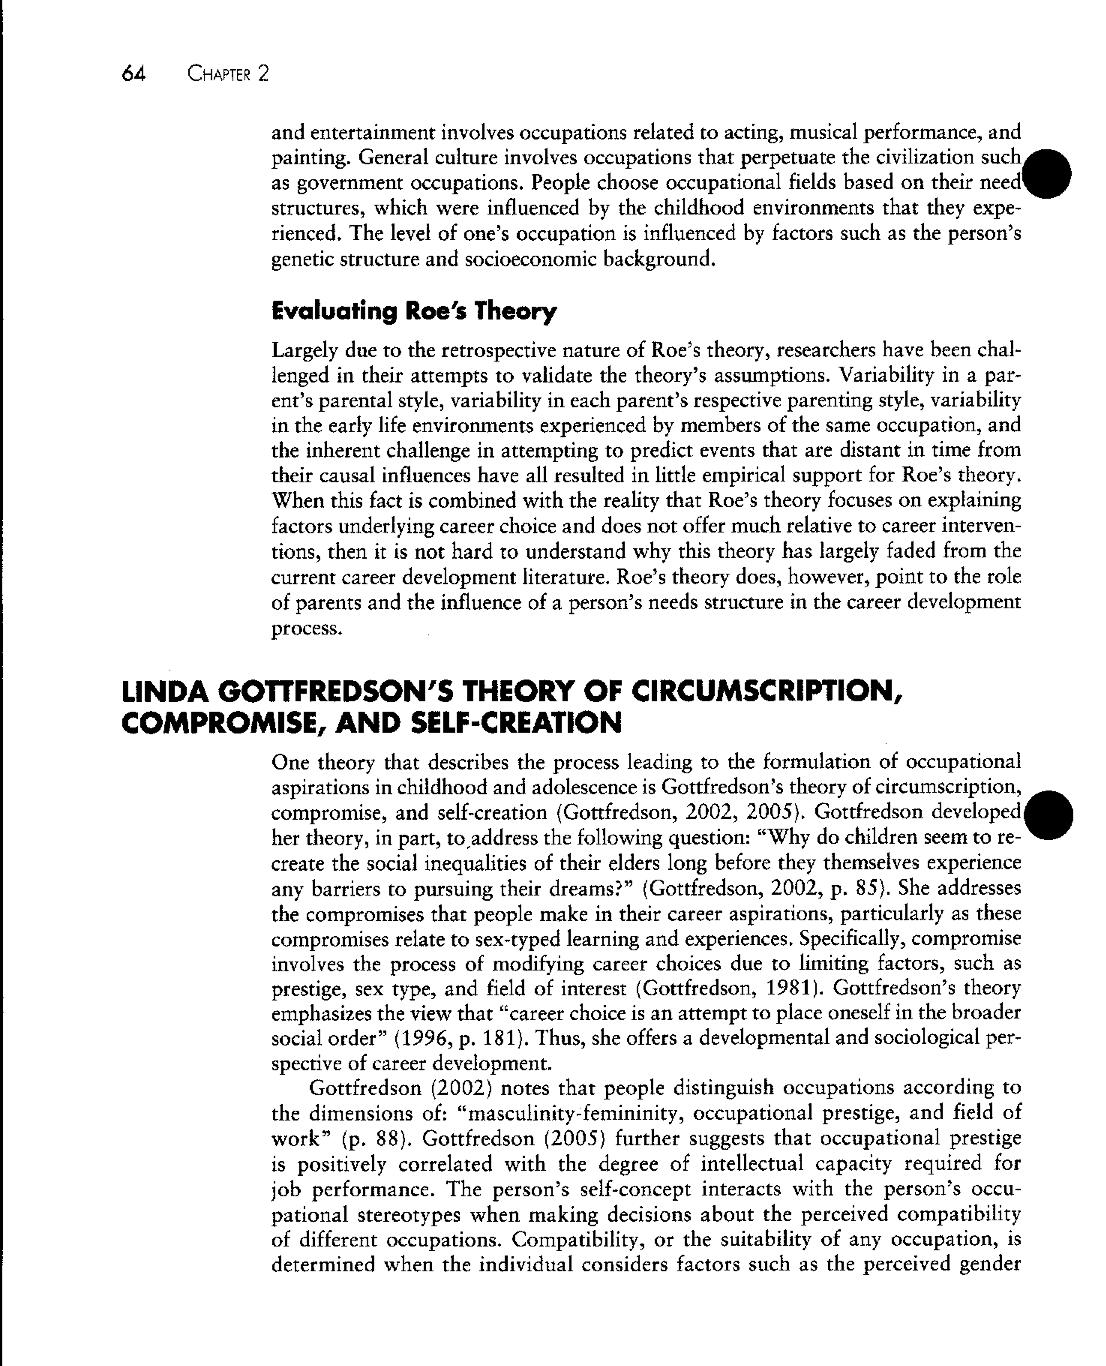 64 CHAPTER 2
and entertainment involves occupations related to acting, musical performance, and
painting. General culture involves occupations that perpetuate the civilization such
as government occupations. People choose occupational fields based on their need
structures, which were influenced by the childhood environments that they expe-
rienced. The level of one's occupation is influenced by factors such as the person's
genetic structure and socioeconomic background.
Evaluating Roe's Theory
Largely due to the retrospective nature of Roe's theory, researchers have been chal-
lenged in their attempts to validate the theory's assumptions. Variability in a par-
ent's parental style, variability in each parent's respective parenting style, variability
in the early life environments experienced by members of the same occupation, and
the inherent challenge in attempting to predict events that are distant in time from
their causal influences have all resulted in little empirical support for Roe's theory.
When this fact is combined with the reality that Roe's theory focuses on explaining
factors underlying career choice and does not offer much relative to career interven-
tions, then it is not hard to understand why this theory has largely faded from the
current career development literature. Roe's theory does, however, point to the role
of parents and the influence of a person's needs structure in the career development
process.
LINDA GOTTFREDSON'S THEORY OF CIRCUMSCRIPTION,
COMPROMISE, AND SELF-CREATION
One theory that describes the process leading to the formulation of occupational
aspirations in childhood and adolescence is Gottfredson's theory of circumscription,
compromise, and self-creation (Gottfredson, 2002, 2005). Gottfredson developed
her theory, in part, to address the following question: "Why do children seem to re-
create the social inequalities of their elders long before they themselves experience
any barriers to pursuing their dreams?" (Gottfredson, 2002, p. 85). She addresses
the compromises that people make in their career aspirations, particularly as these
compromises relate to sex-typed learning and experiences. Specifically, compromise
involves the process of modifying career choices due to limiting factors, such as
prestige, sex type, and field of interest (Gottfredson, 1981). Gottfredson's theory
emphasizes the view that "career choice is an attempt to place oneself in the broader
social order" (1996, p. 181). Thus, she offers a developmental and sociological per-
spective of career development.
Gottfredson (2002) notes that people distinguish occupations according to
the dimensions of: "masculinity-femininity, occupational prestige, and field of
work" (p. 88). Gottfredson (2005) further suggests that occupational prestige
is positively correlated with the degree of intellectual capacity required for
job performance. The person's self-concept interacts with the person's occu-
pational stereotypes when making decisions about the perceived compatibility
of different occupations. Compatibility, or the suitability of any occupation, is
determined when the individual considers factors such as the perceived gender